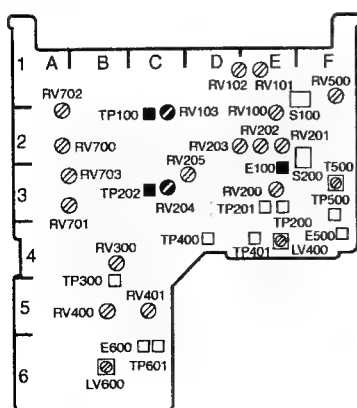 A B C D E F
1
RV702
RV102 RV101 RV500
TP100 RV103 RV100 S100
2
RV700 RV203 RV202 RV201
RV205 E100 S200 T500
3
RV703 TP202 RV204 RV200 TP201 TP200 TP500
RV701
RV300 TP400 TP401 LV400 E500
4
TP300
5
RV400 RV401
E600
6
LV600 TP601